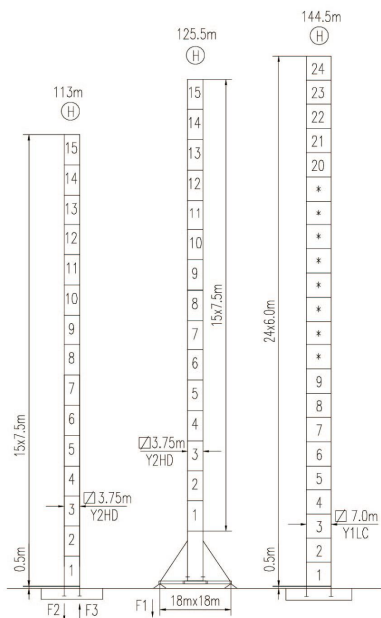 113m
H
15
14
13
12
11
10
9
8
7
6
5
4
3
2
1
15x7.5m
0.5m
3.75m
Y2HD
F2
F3
125.5m
H
15
14
13
12
11
10
9
8
7
6
5
4
3
2
1
15x7.5m
3.75m
Y2HD
F1
18mx18m
144.5m
H
24
23
22
21
20
*
*
*
*
*
*
*
*
9
8
7
6
5
4
3
2
1
24x6.0m
0.5m
7.0m
Y1LC